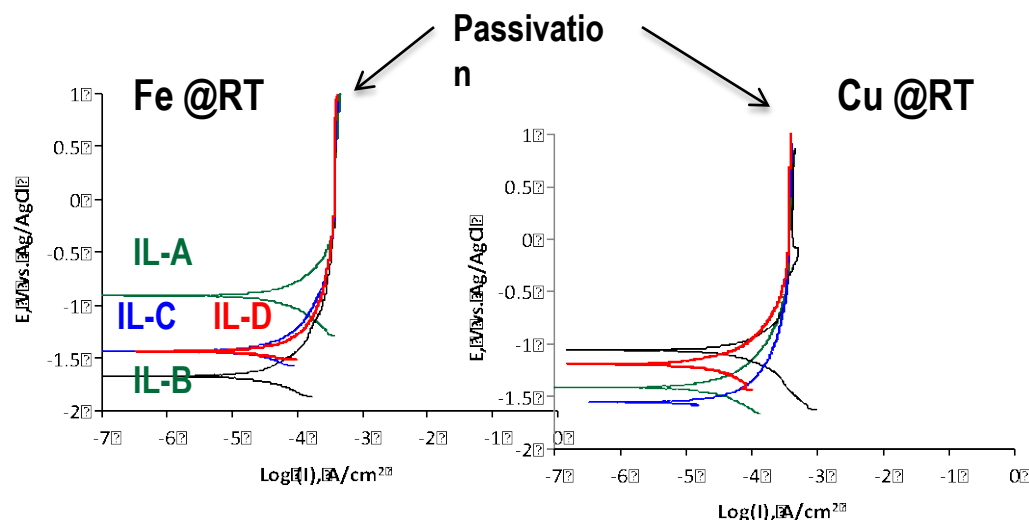 Passivatio
n
Fe @RT
Cu @RT
1⍰
0.5⍰
0⍰
-0.5⍰
-1⍰
-1.5⍰
-2⍰
E,⍰V⍰vs.⍰Ag/AgCl⍰
IL-A
IL-C
IL-D
IL-B
-7⍰
-6⍰
-5⍰
-4⍰
-3⍰
-2⍰
-1⍰
0⍰
Log⍰(I),⍰A/cm²⍰
1⍰
0.5⍰
0⍰
-0.5⍰
-1⍰
-1.5⍰
-2⍰
E,⍰V⍰vs.⍰Ag/AgCl⍰
-7⍰
-6⍰
-5⍰
-4⍰
-3⍰
-2⍰
-1⍰
0⍰
Log(I),⍰A/cm²⍰